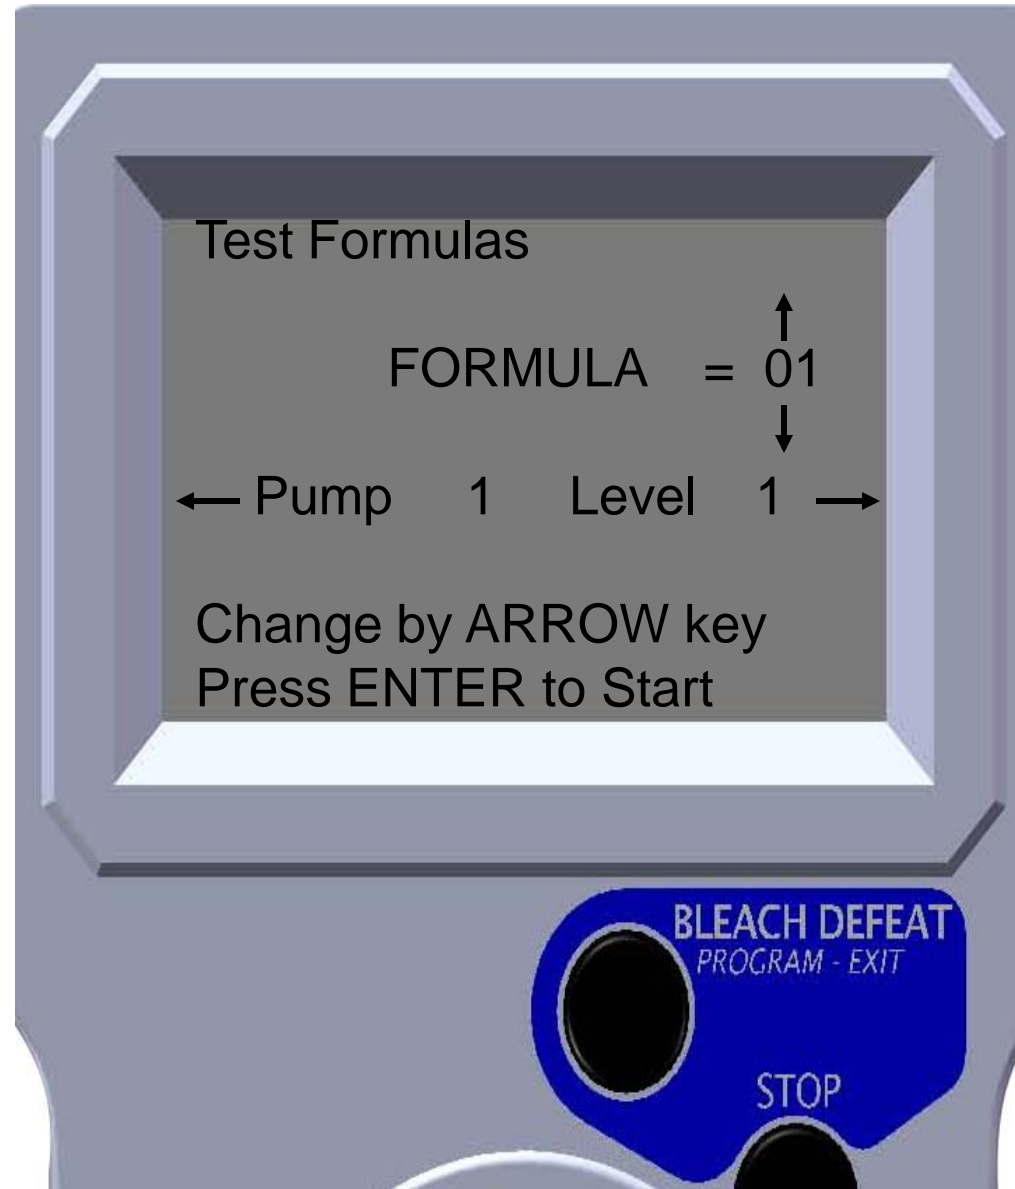 Test Formulas
FORMULA = 01
Pump 1 Level 1
Change by ARROW key
Press ENTER to Start
BLEACH DEFEAT
PROGRAM - EXIT
STOP